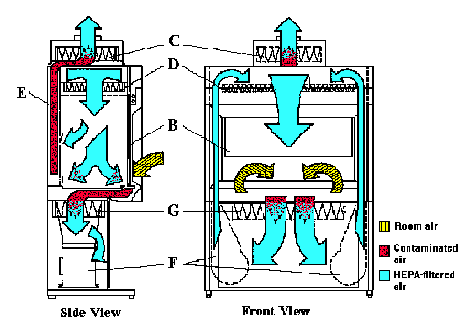 C
D
E
B
G
F
Room air
Contaminated
air
HEPA-filtered
air
Side View
Front View